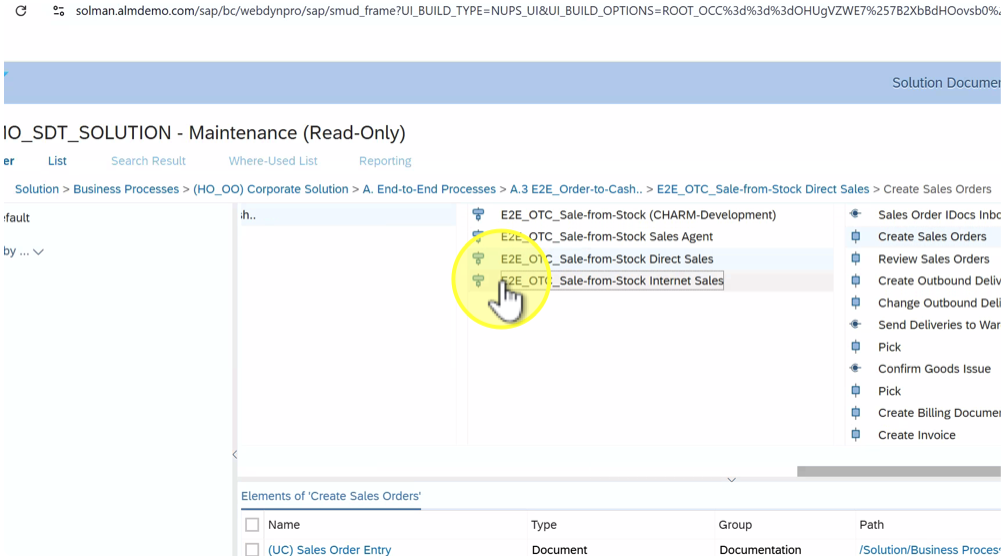 solman.almdemo.com/sap/bc/webdynpro/sap/smud_frame?UI_BUILD_TYPE=NUPS_UI&UI_BUILD_OPTIONS=ROOT_OCC%3d%3d%3dOHUgVZWE7%257B2XbBdHOovsb0%
Solution Documen
IO_SDT_SOLUTION - Maintenance (Read-Only)
er List Search Result Where-Used List Reporting
Solution > Business Processes > (HO_OO) Corporate Solution > A. End-to-End Processes > A.3 E2E_Order-to-Cash.. > E2E_OTC_Sale-from-Stock Direct Sales > Create Sales Orders
efault
by ...
sh..
E2E_OTC_Sale-from-Stock (CHARM-Development)
E2E_OTC_Sale-from-Stock Sales Agent
E2E_OTC_Sale-from-Stock Direct Sales
E2E_OTC_Sale-from-Stock Internet Sales
Sales Order IDocs Inbo
Create Sales Orders
Review Sales Orders
Create Outbound Deliv
Change Outbound Deli
Send Deliveries to War
Pick
Confirm Goods Issue
Pick
Create Billing Documen
Create Invoice
Elements of 'Create Sales Orders'
Name Type Group Path
(UC) Sales Order Entry Document Documentation /Solution/Business Proces